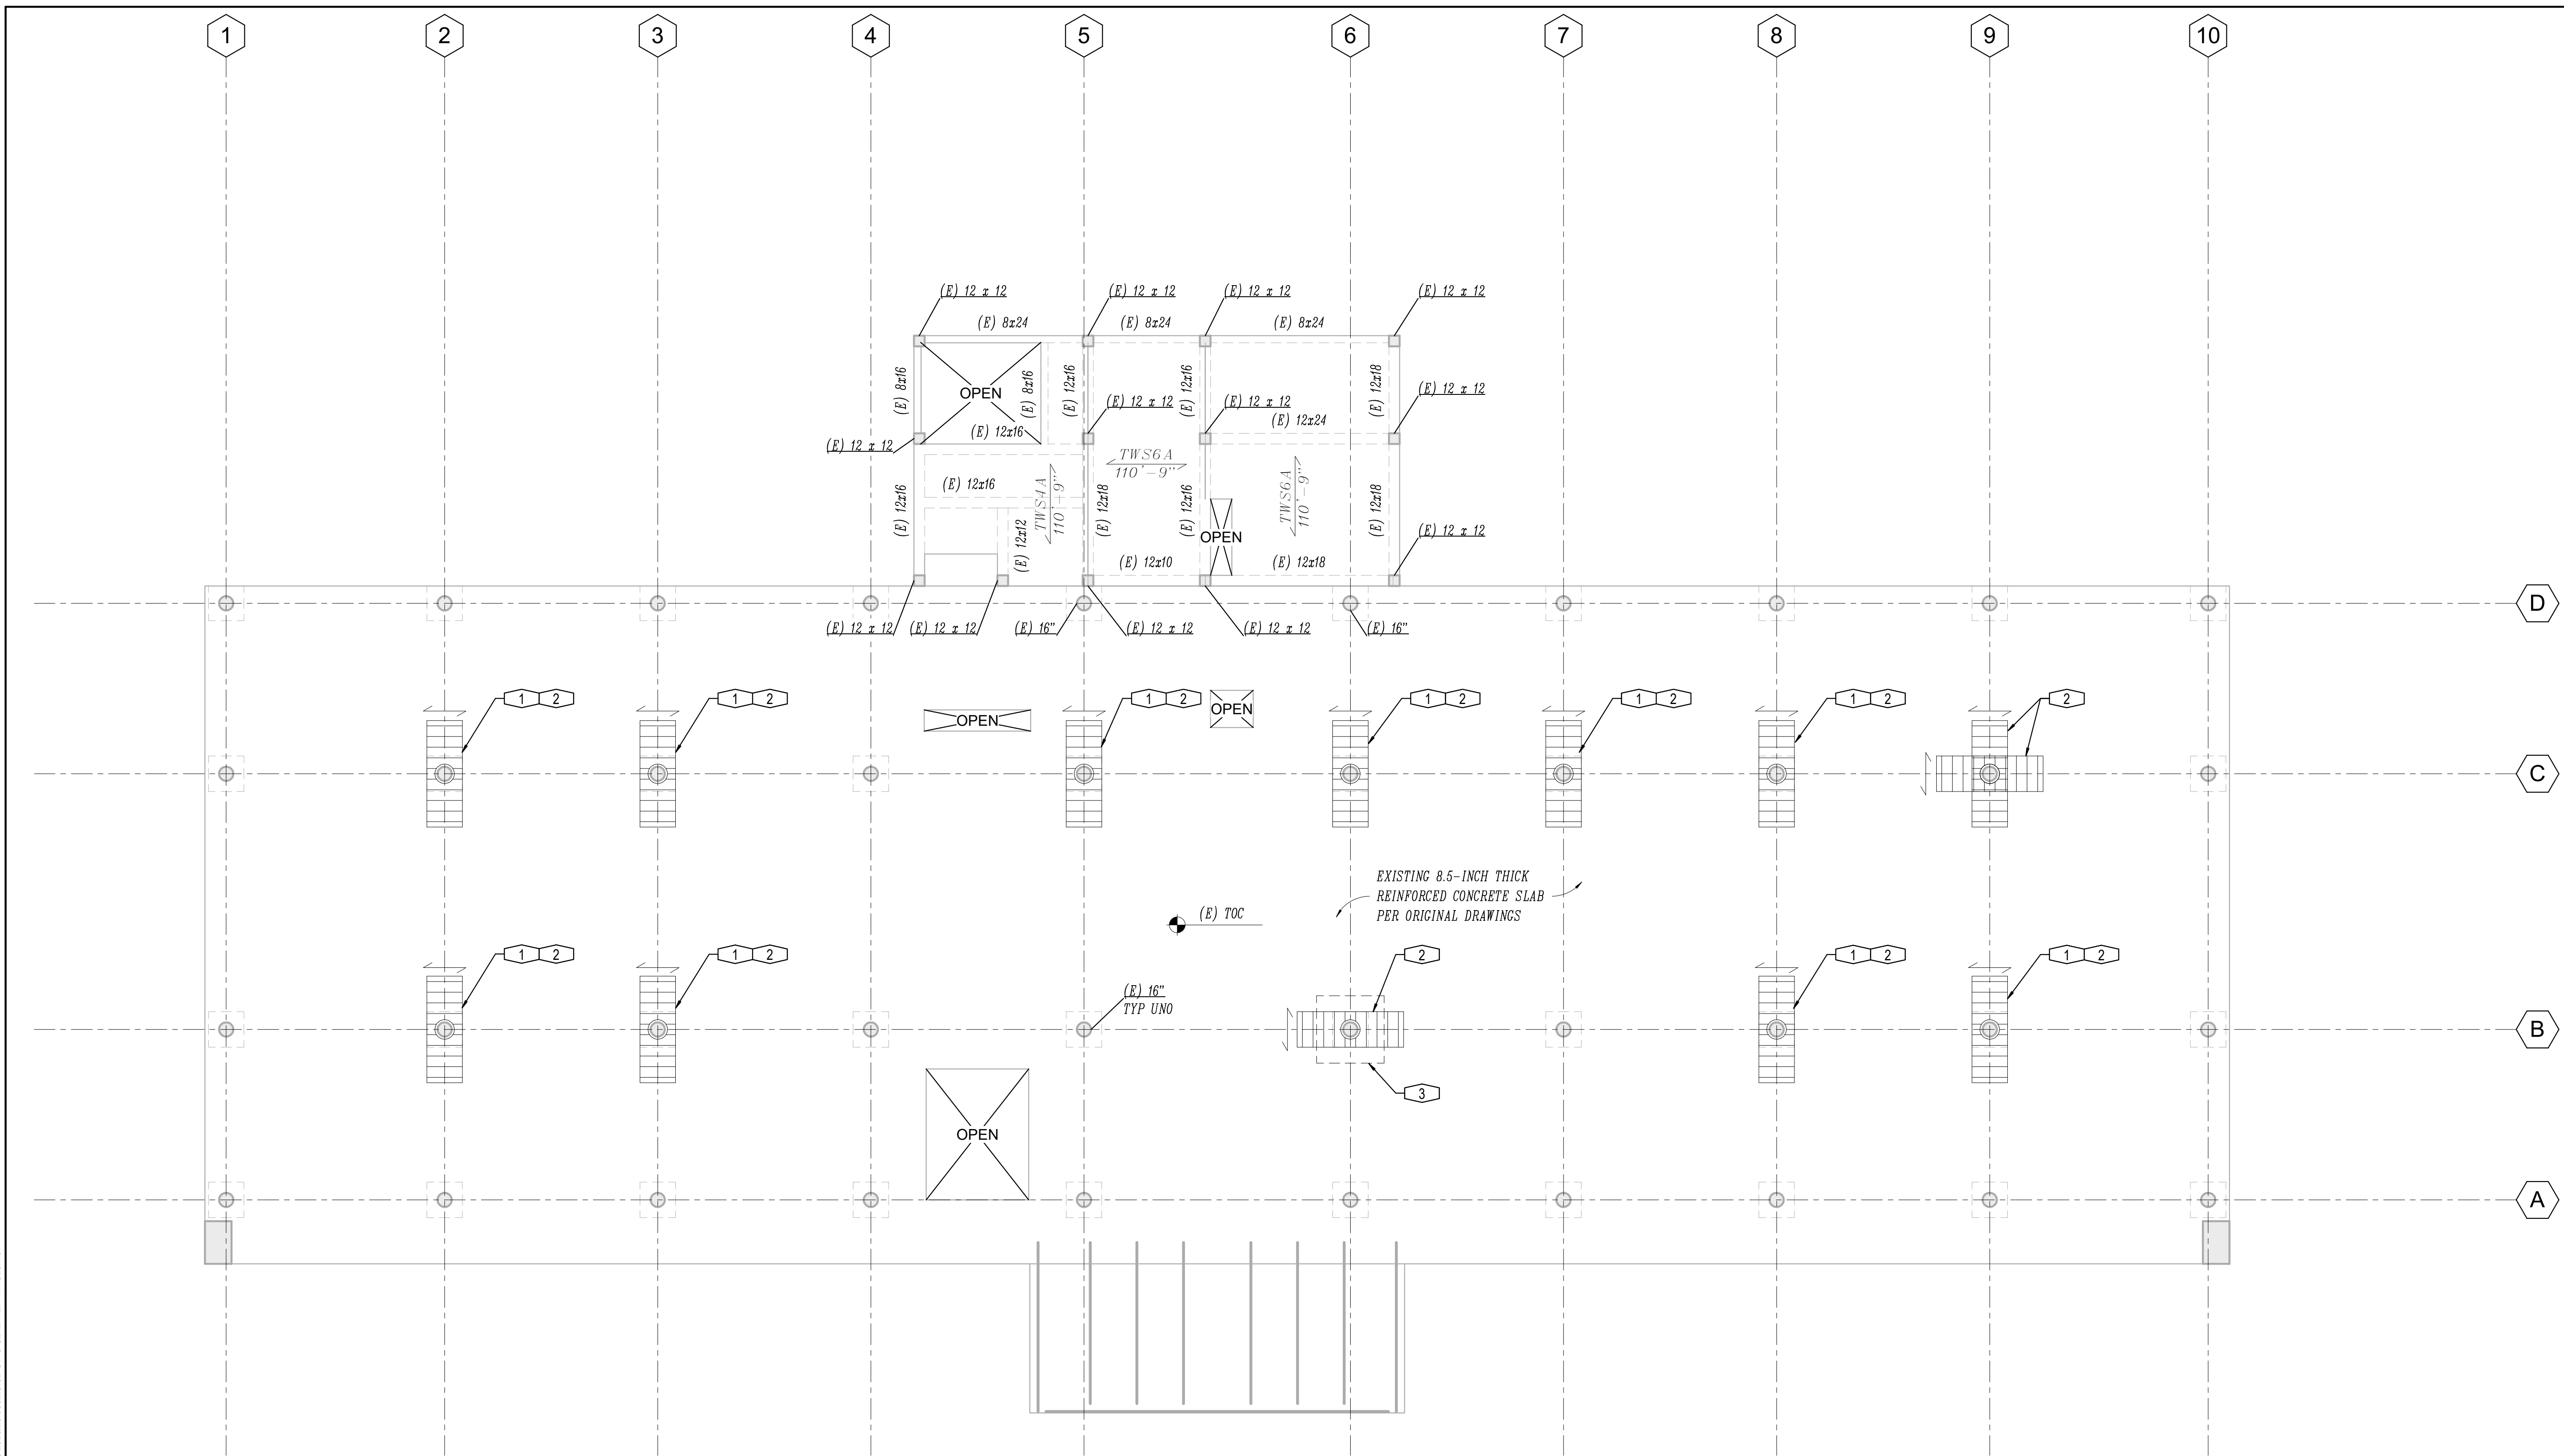 1 2 3 4 5 6 7 8 9 10
(E) 12 x 12 (E) 12 x 12 (E) 12 x 12 (E) 12 x 12
(E) 8x24 (E) 8x24 (E) 8x24
(E) 8x16
OPEN
(E) 8x16
(E) 12x16
(E) 12x16
(E) 12x18
(E) 12 x 12
(E) 12 x 12 (E) 12 x 12
(E) 12x24
(E) 12x16
(E) 12 x 12
TWS6A
110'-9"
(E) 12x16
(E) 12x16
TWS4A
110'-9"
(E) 12x18
(E) 12x16
TWS6A
110'-9"
(E) 12x18
OPEN
(E) 12 x 12
(E) 12x12
(E) 12x10
(E) 12x18
D
(E) 12 x 12 (E) 12 x 12 (E) 16" (E) 12 x 12 (E) 12 x 12 (E) 16"
1 2
1 2
1 2
1 2
1 2
1 2
2
OPEN
OPEN
C
EXISTING 8.5-INCH THICK
REINFORCED CONCRETE SLAB
PER ORIGINAL DRAWINGS
(E) TOC
1 2
1 2
2
1 2
1 2
(E) 16"
TYP UNO
B
3
OPEN
A